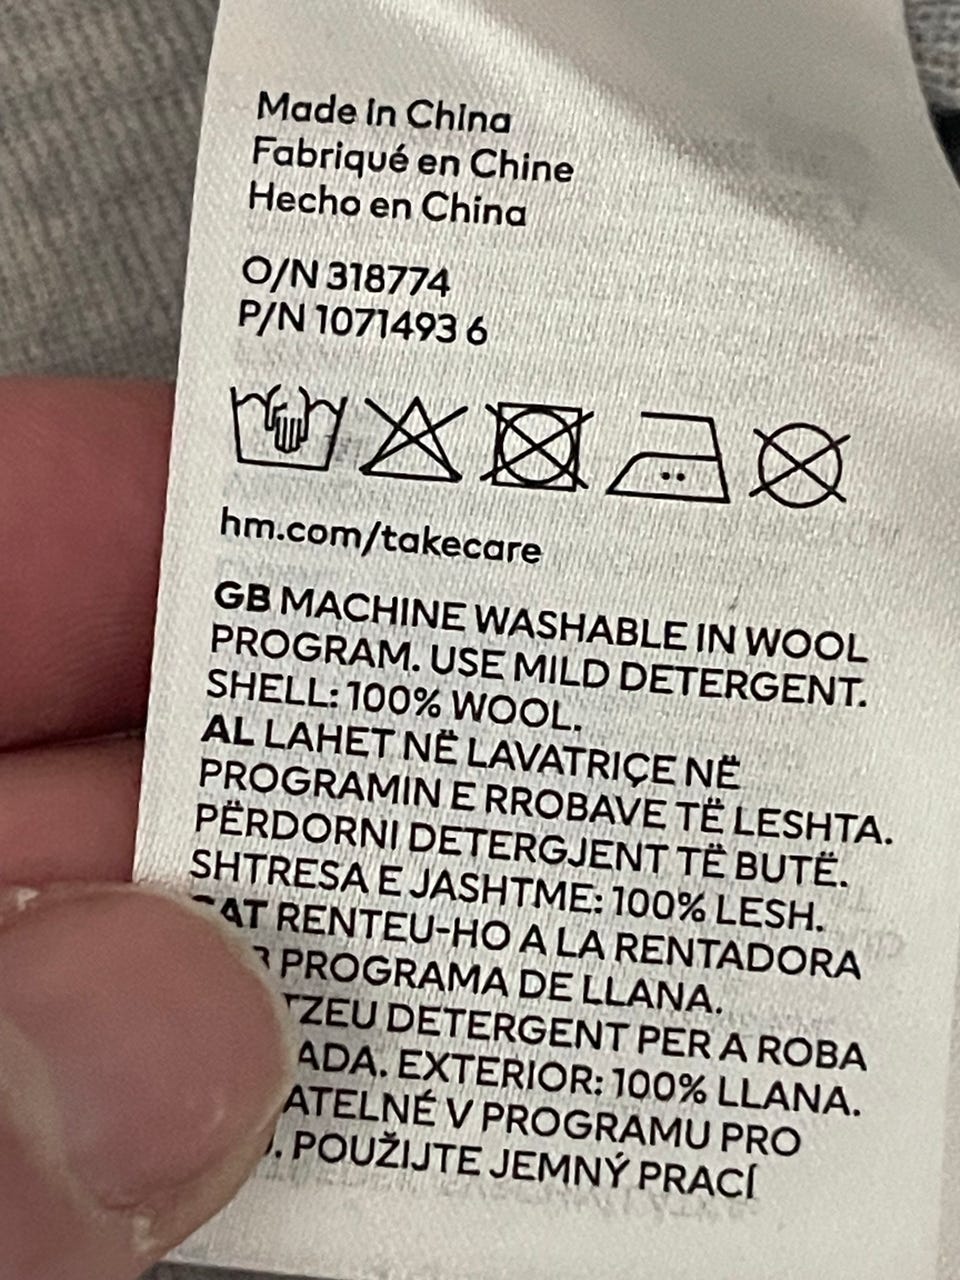 Made in China
Fabriqué en Chine
Hecho en China
O/N 318774
P/N 1071493 6
hm.com/takecare
GB MACHINE WASHABLE IN WOOL
PROGRAM. USE MILD DETERGENT.
SHELL: 100% WOOL.
AL LAHET NË LAVATRIÇE NË
PROGRAMIN E RROBAVE TË LESHTA.
PËRDORNI DETERGJENT TË BUTË.
SHTRESA E JASHTME: 100% LESH.
CAT RENTEU-HO A LA RENTADORA
PROGRAMA DE LLANA.
DETERGENT PER A ROBA
EXTERIOR: 100% LLANA.
V PROGRAMU PRO
POUŽIJTE JEMNÝ PRACÍ